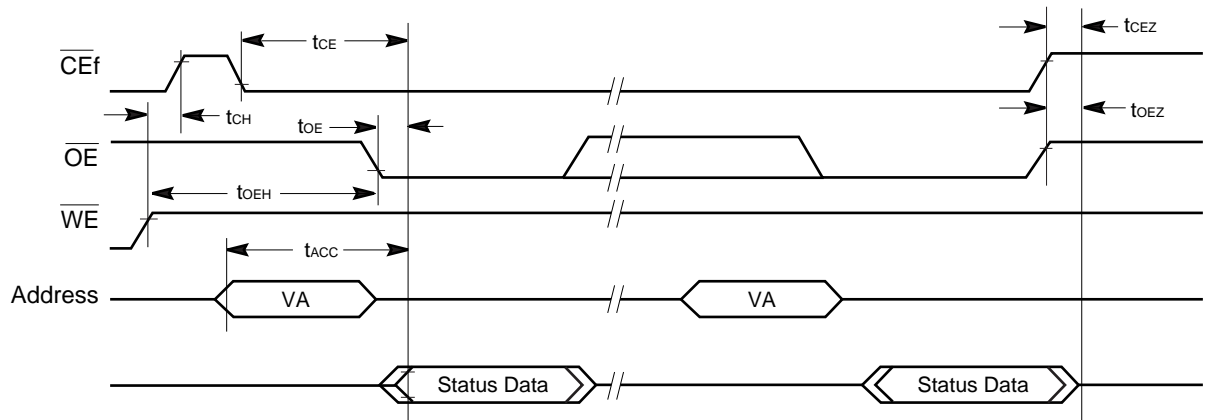 tCE
tCEZ
CEf
tCH
tOE
tOEZ
OE
tOEH
WE
tACC
Address
VA
VA
Status Data
Status Data